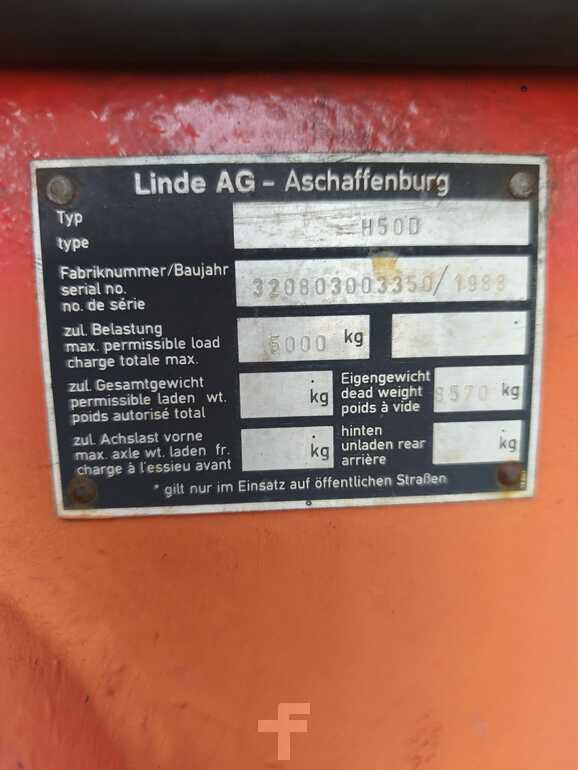 Linde AG - Aschaffenburg
Typ
type
H50D
Fabriknummer/Baujahr
serial no.
no. de série
320803003350/1988
zul. Belastung
max. permissible load
charge totale max.
5000 kg
zul. Gesamtgewicht
permissible laden wt.
poids autorisé total
* kg
Eigengewicht
dead weight
poids à vide
kg
zul. Achslast vorne
max. axle wt. laden fr.
charge à l'essieu avant
* kg
hinten
unladen rear
arrière
* kg
* gilt nur im Einsatz auf öffentlichen Straßen